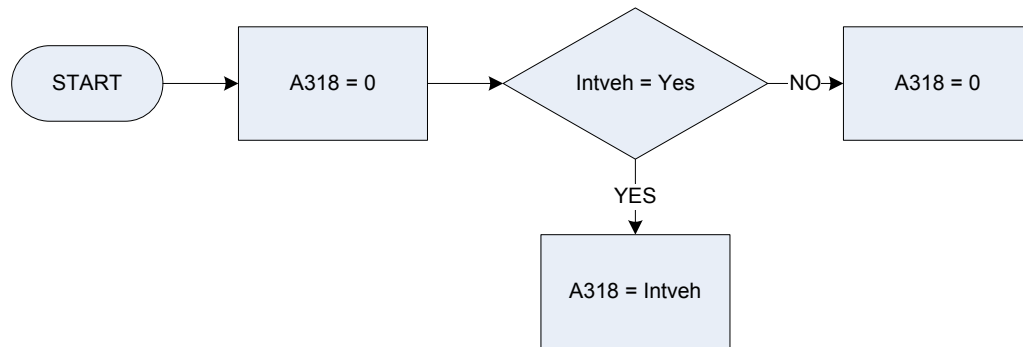 START
A318 = 0
Intveh = Yes
NO
A318 = 0
YES
A318 = Intveh